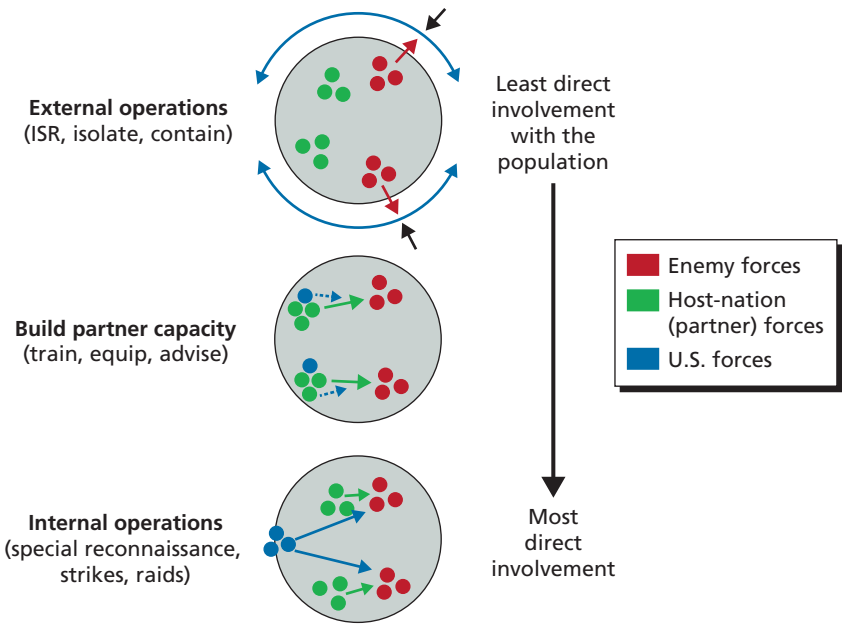 External operations
(ISR, isolate, contain)
Least direct
involvement
with the
population
Enemy forces
Host-nation
(partner) forces
U.S. forces
Build partner capacity
(train, equip, advise)
Internal operations
(special reconnaissance,
strikes, raids)
Most
direct
involvement